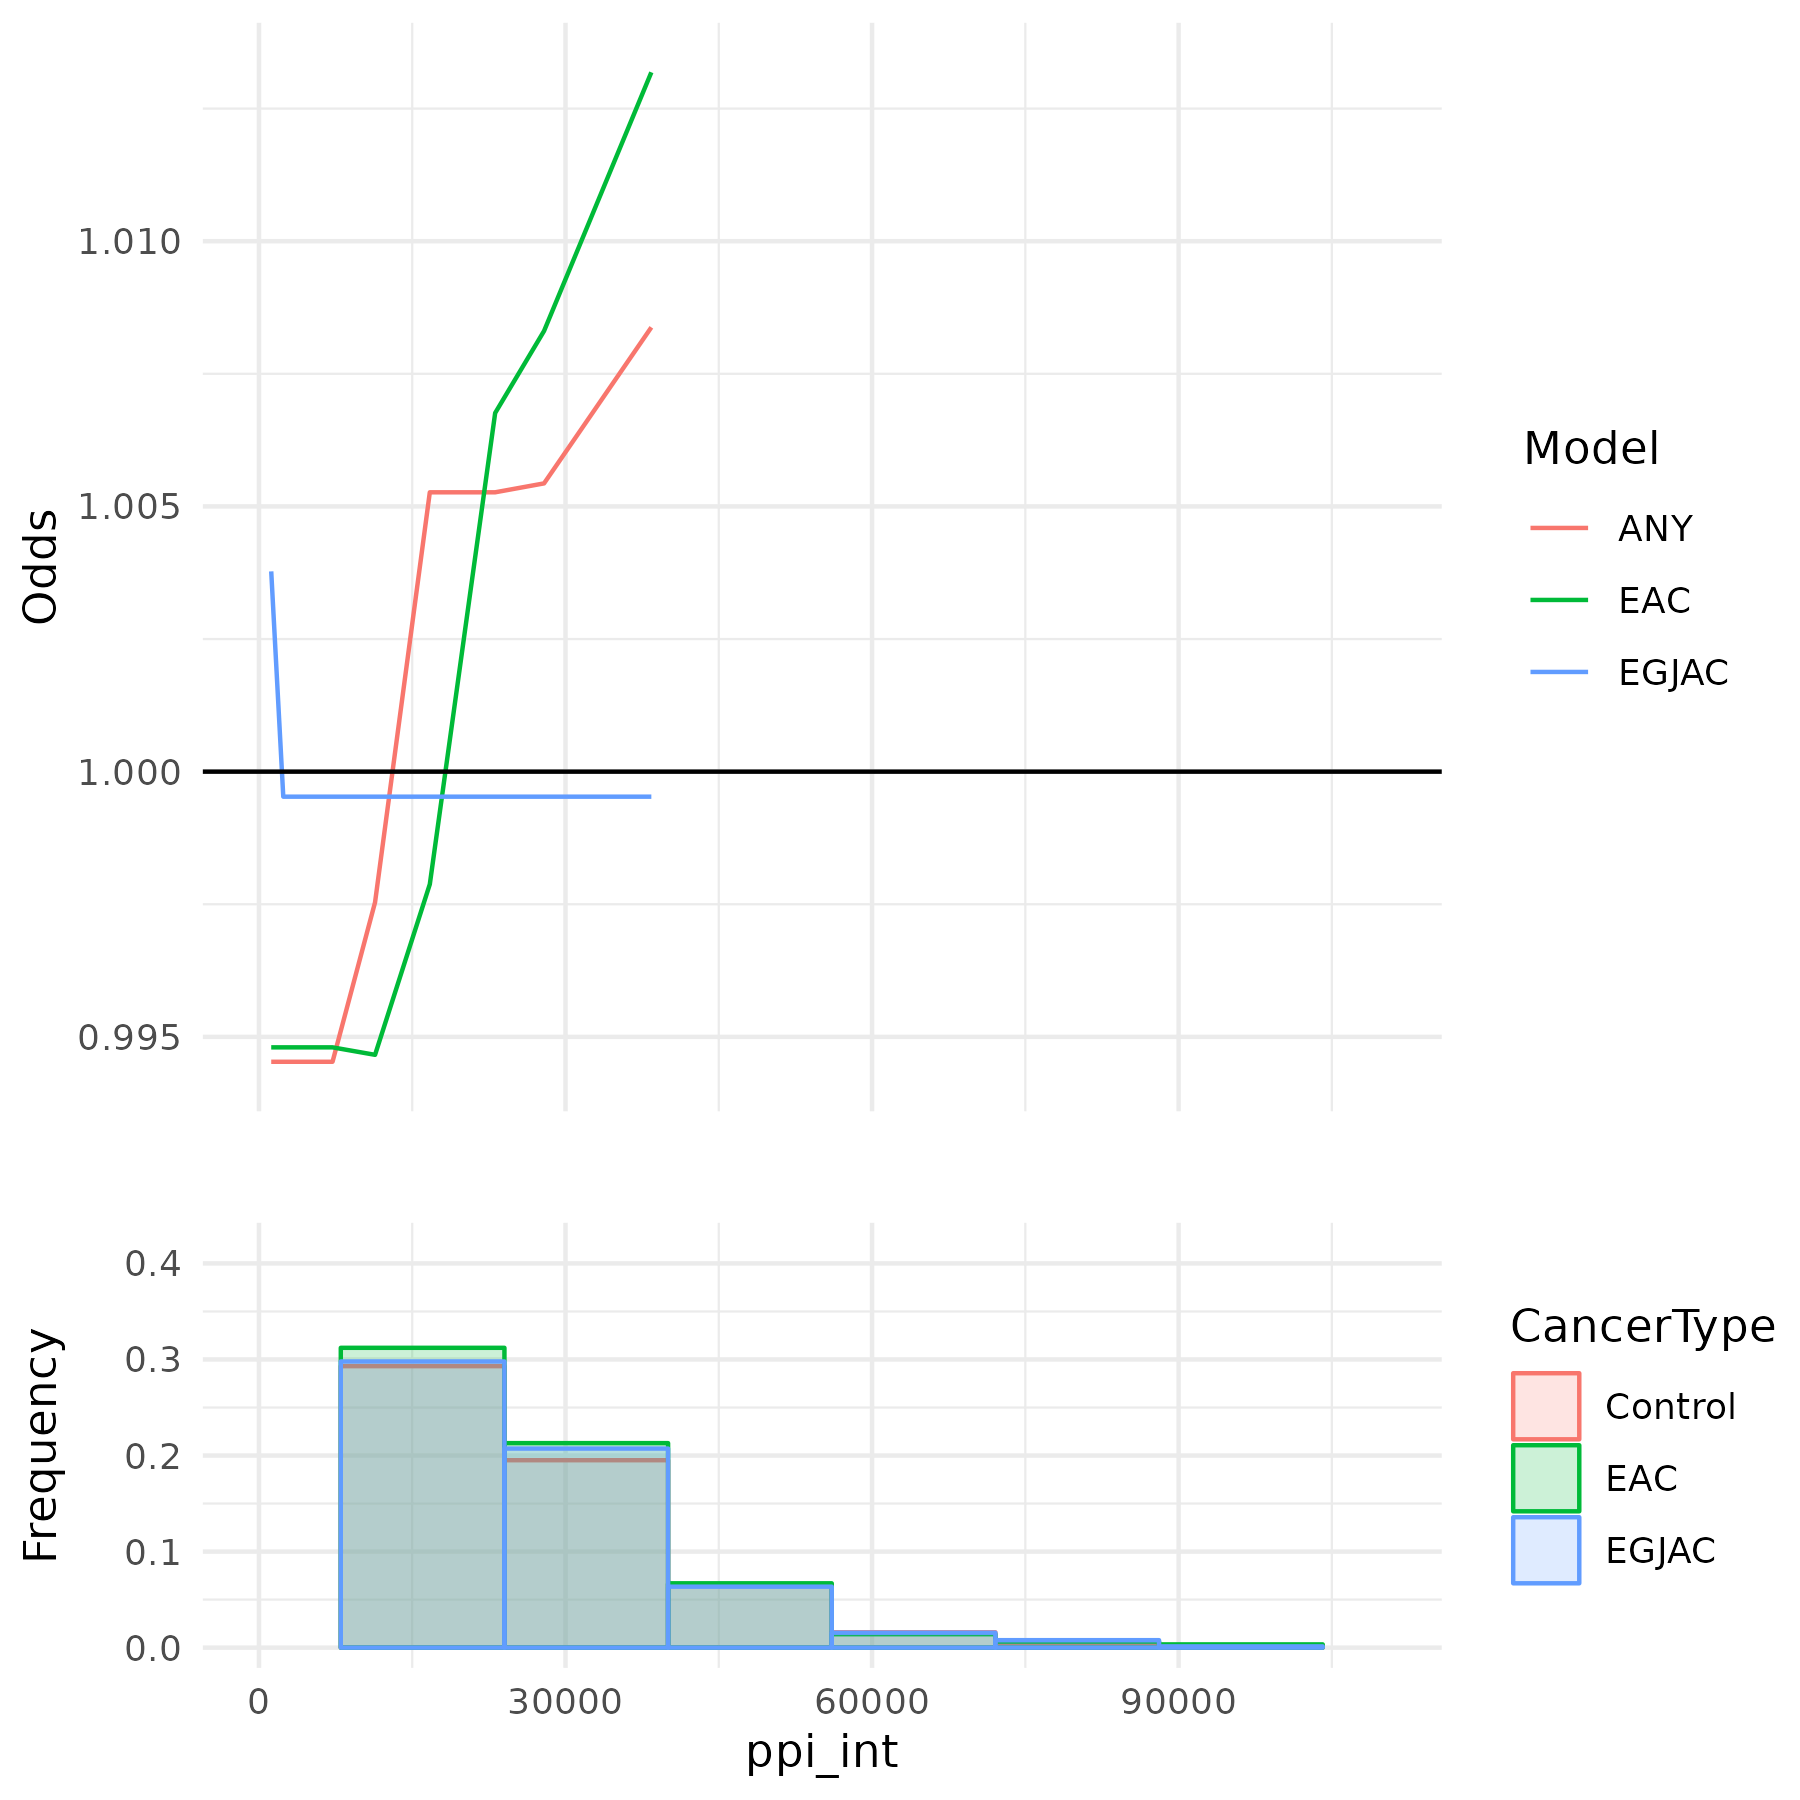 Odds
1.010
1.005
1.000
0.995
Model
ANY
EAC
EGJAC
Frequency
0.4
0.3
0.2
0.1
0.0
0 30000 60000 90000
ppi_int
CancerType
Control
EAC
EGJAC